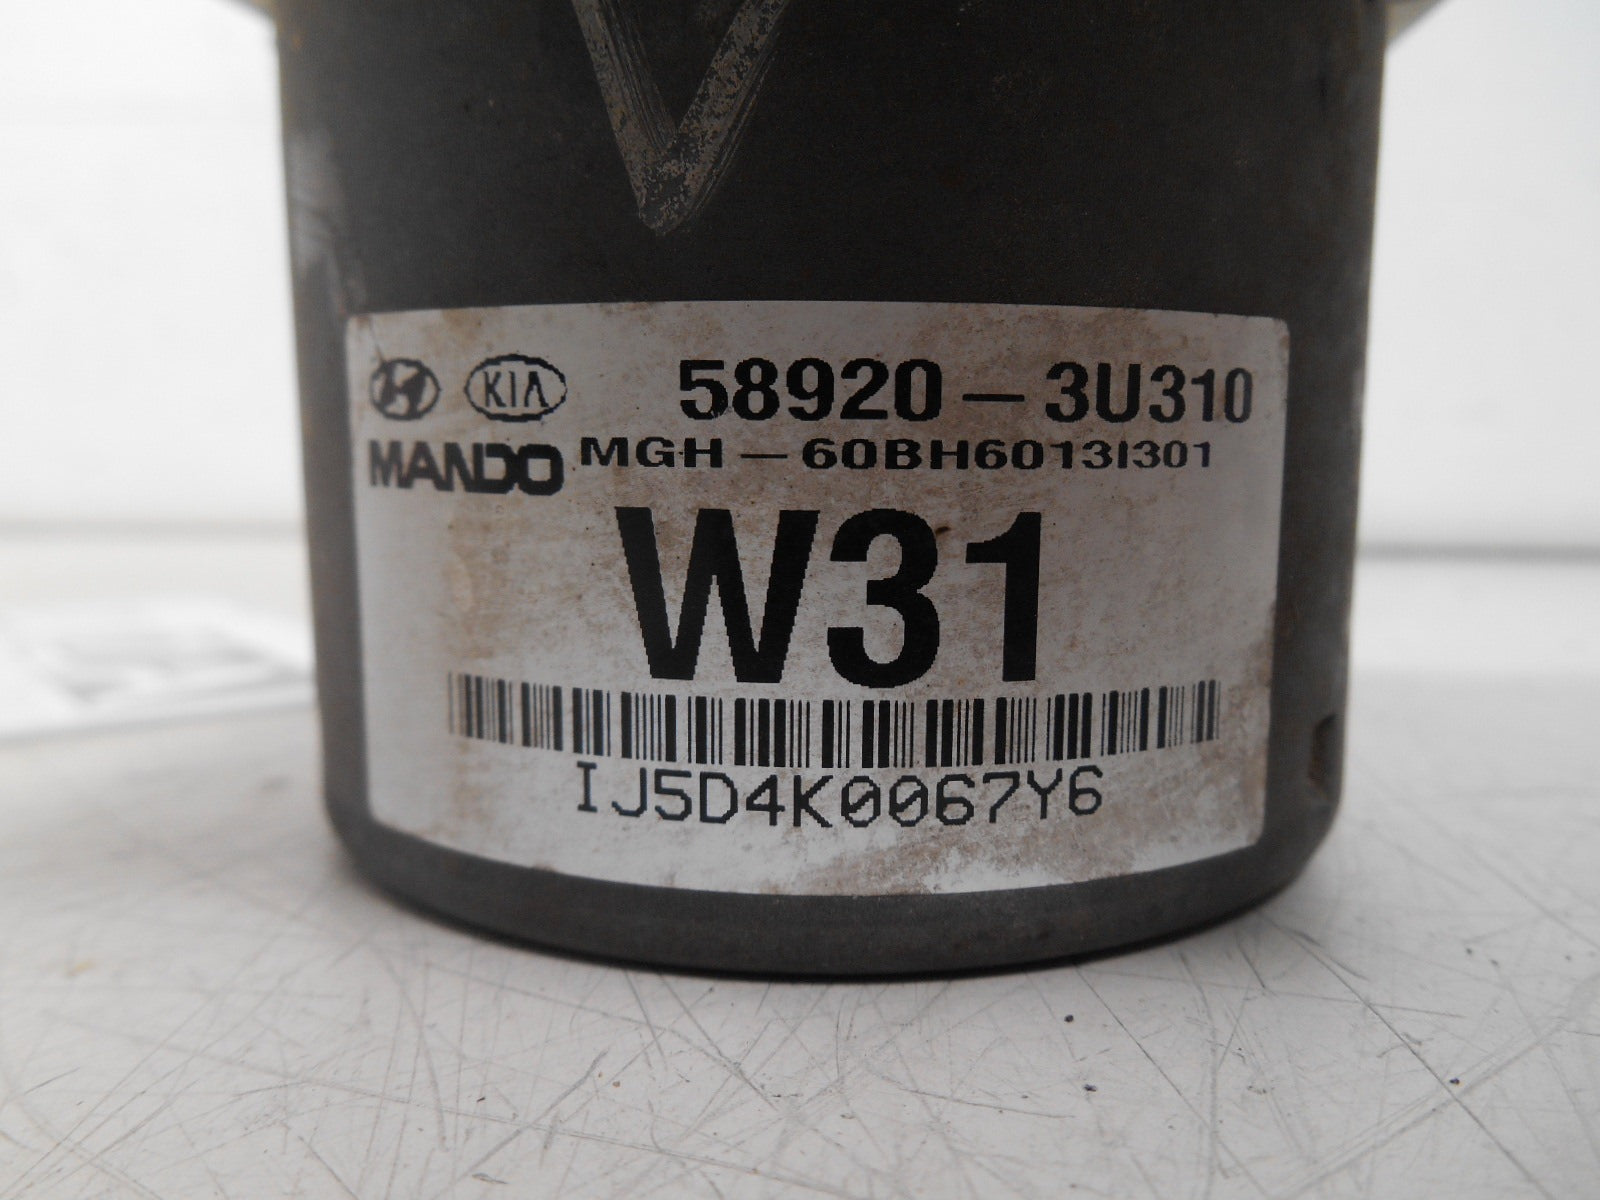 KIA 58920-3U310
MANDO MGH-60BH6013I301
W31
IJ5D4K0067Y6